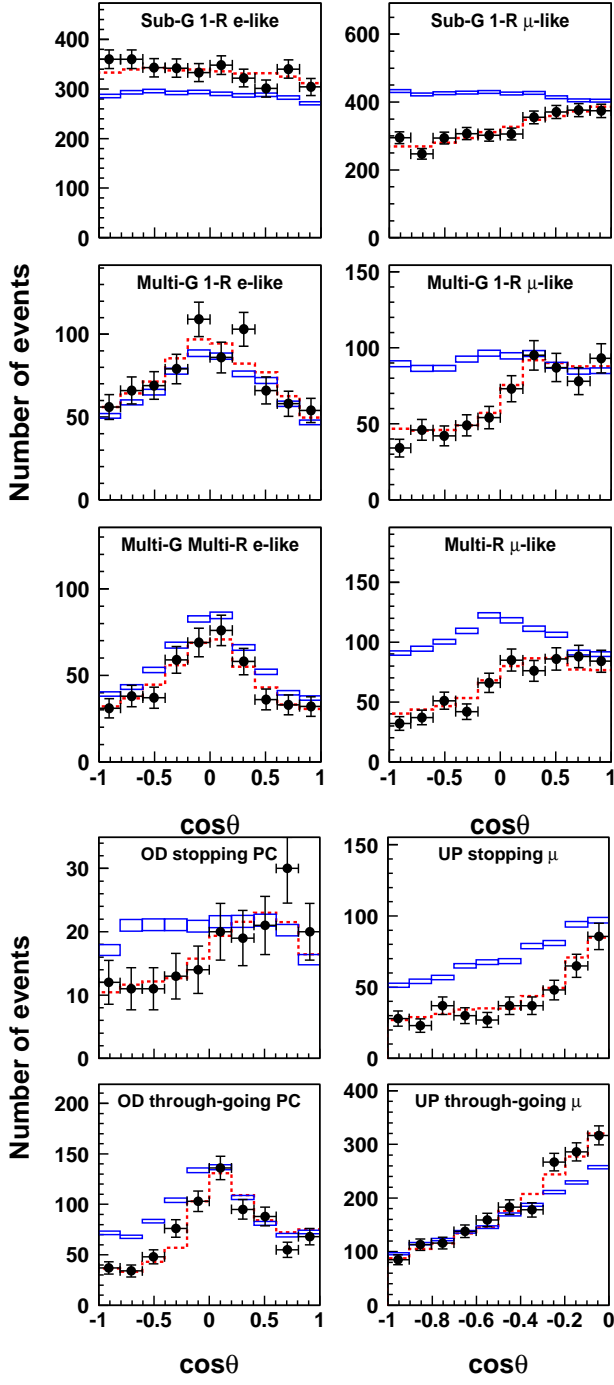 Sub-G 1-R e-like
400
300
200
100
0
Sub-G 1-R μ-like
600
400
200
0
Number of events
Multi-G 1-R e-like
100
50
0
Multi-G 1-R μ-like
150
100
50
0
Multi-G Multi-R e-like
100
50
0
-1 -0.5 0 0.5 1
cosθ
Multi-R μ-like
150
100
50
0
-1 -0.5 0 0.5 1
cosθ
Number of events
OD stopping PC
30
20
10
0
UP stopping μ
150
100
50
0
OD through-going PC
200
150
100
50
0
-1 -0.5 0 0.5 1
cosθ
UP through-going μ
400
300
200
100
0
-1 -0.8 -0.6 -0.4 -0.2 0
cosθ